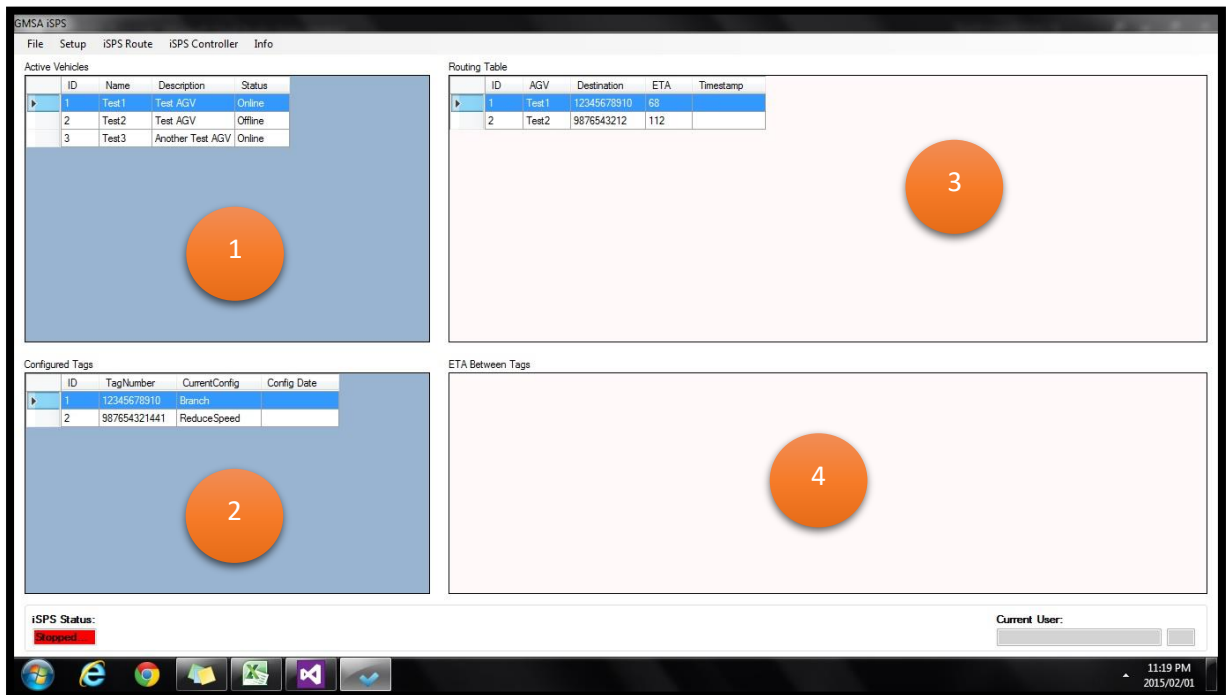 GMSA iSPS
File Setup iSPS Route iSPS Controller Info
Active Vehicles
ID Name Description Status
1 Test1 Test AGV Online
2 Test2 Test AGV Offline
3 Test3 Another Test AGV Online
1
Routing Table
ID AGV Destination ETA Timestamp
1 Test1 12345678910 68
2 Test2 9876543212 112
3
Configured Tags
ID TagNumber CurrentConfig Config Date
1 12345678910 Branch
2 987654321441 ReduceSpeed
2
ETA Between Tags
4
iSPS Status:
Stopped...
Current User:
11:19 PM
2015/02/01